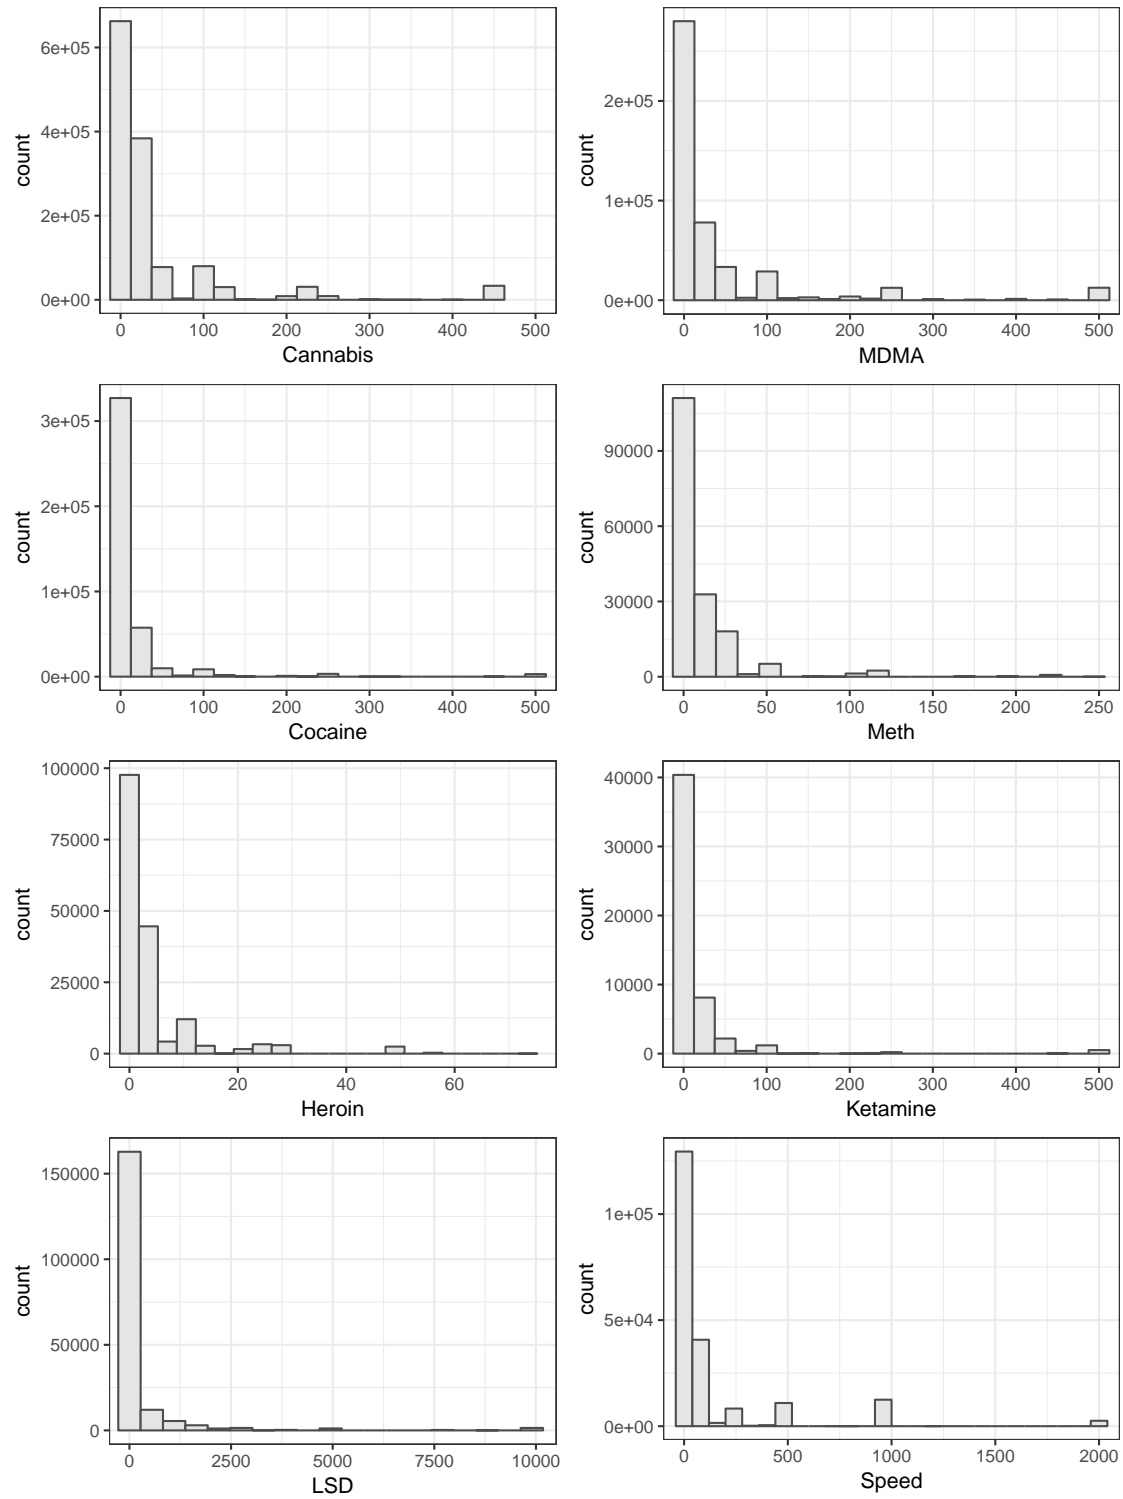 count
6e+05
4e+05
2e+05
0e+00
0 100 200 300 400 500
Cannabis
count
2e+05
1e+05
0e+00
0 100 200 300 400 500
MDMA
count
3e+05
2e+05
1e+05
0e+00
0 100 200 300 400 500
Cocaine
count
90000
60000
30000
0
0 50 100 150 200 250
Meth
count
100000
75000
50000
25000
0
0 20 40 60
Heroin
count
40000
30000
20000
10000
0
0 100 200 300 400 500
Ketamine
count
150000
100000
50000
0
0 2500 5000 7500 10000
LSD
count
1e+05
5e+04
0e+00
0 500 1000 1500 2000
Speed